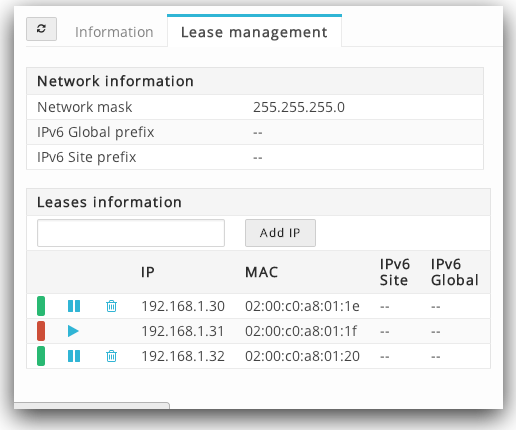 Information
Lease management
Network information
Network mask 255.255.255.0
IPv6 Global prefix --
IPv6 Site prefix --
Leases information
Add IP
IP MAC IPv6 Site IPv6 Global
192.168.1.30 02:00:c0:a8:01:1e -- --
192.168.1.31 02:00:c0:a8:01:1f -- --
192.168.1.32 02:00:c0:a8:01:20 -- --